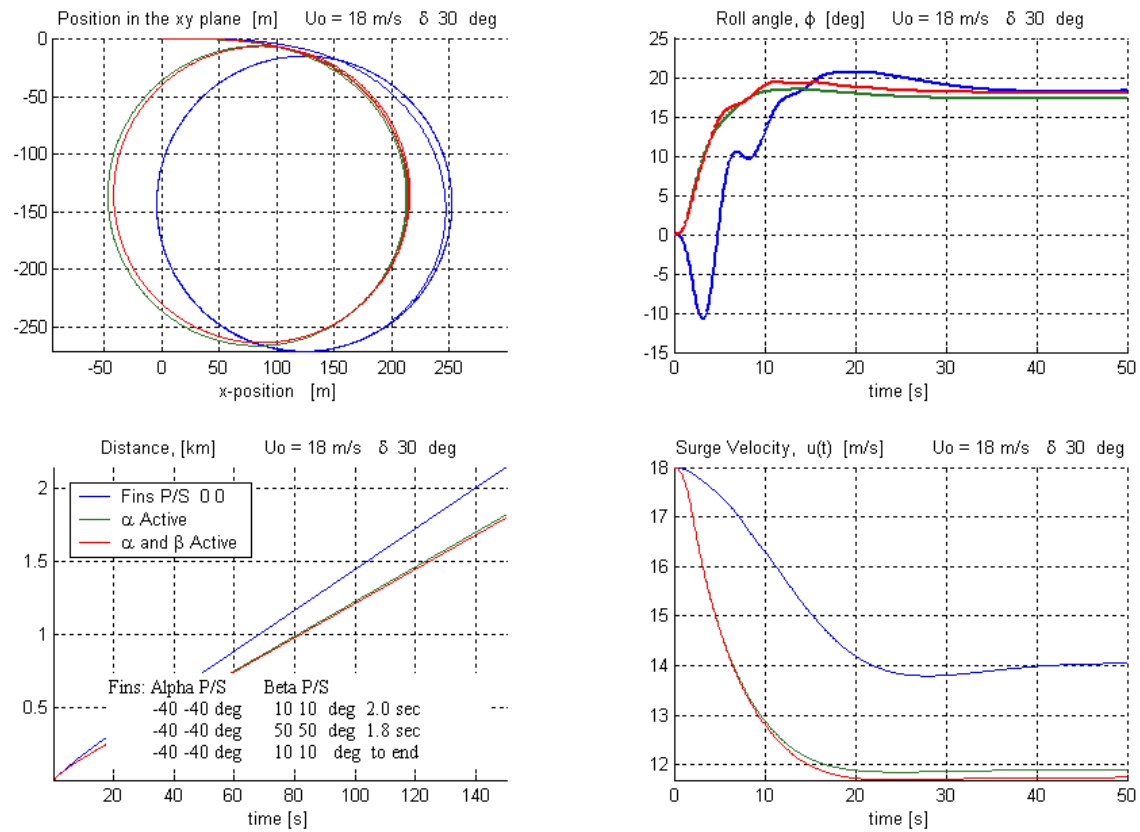 Position in the xy plane [m] Uo = 18 m/s δ 30 deg
0
-50
-100
-150
-200
-250
-50 0 50 100 150 200 250
x-position [m]
Roll angle, ϕ [deg] Uo = 18 m/s δ 30 deg
25
20
15
10
5
0
-5
-10
-15
0 10 20 30 40 50
time [s]
Distance, [km] Uo = 18 m/s δ 30 deg
2
1.5
1
0.5
Fins P/S 0 0
α Active
α and β Active
Fins: Alpha P/S Beta P/S
-40 -40 deg 10 10 deg 2.0 sec
-40 -40 deg 50 50 deg 1.8 sec
-40 -40 deg 10 10 deg to end
20 40 60 80 100 120 140
time [s]
Surge Velocity, u(t) [m/s] Uo = 18 m/s δ 30 deg
18
17
16
15
14
13
12
0 10 20 30 40 50
time [s]